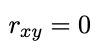 r_{xy} = 0